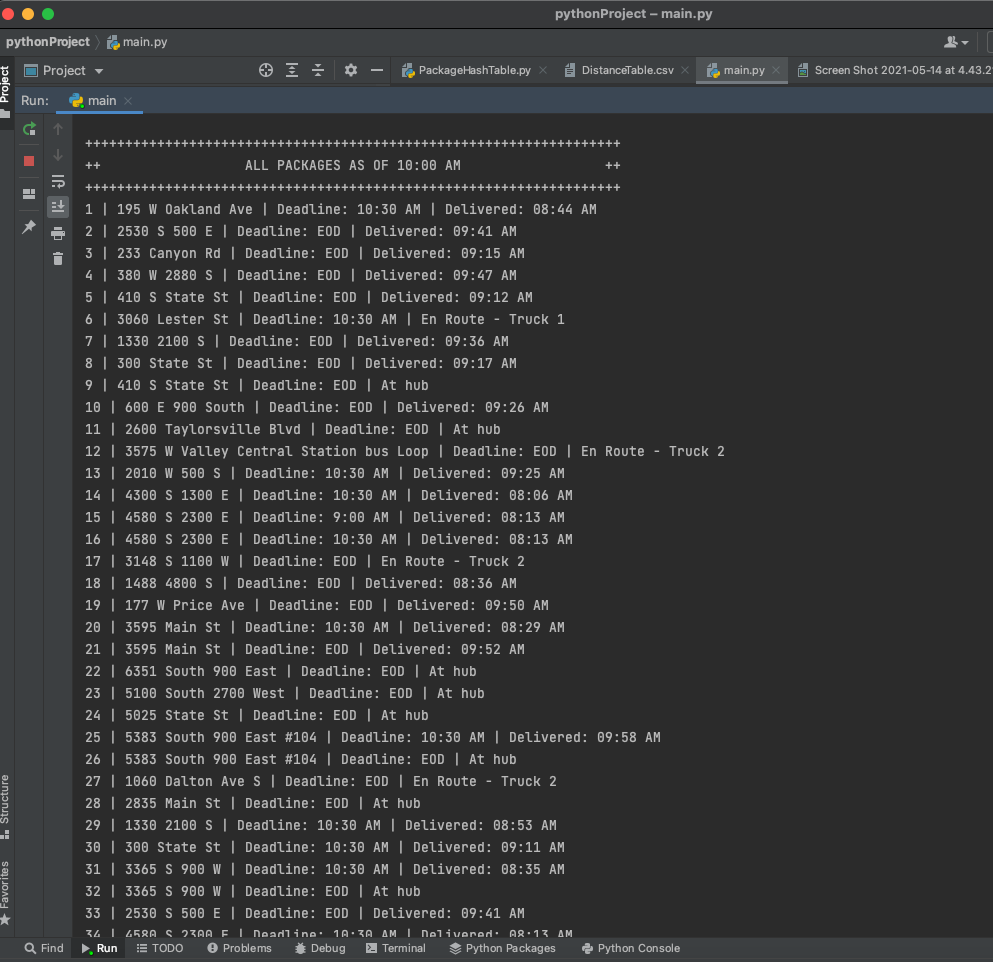 pythonProject – main.py
pythonProject main.py
Project
Project PackageHashTable.py DistanceTable.csv main.py Screen Shot 2021-05-14 at 4.43.2
Run: main
+++++++++++++++++++++++++++++++++++++++++++++++++++++++++++++++++++
++ ALL PACKAGES AS OF 10:00 AM ++
+++++++++++++++++++++++++++++++++++++++++++++++++++++++++++++++++++
1 | 195 W Oakland Ave | Deadline: 10:30 AM | Delivered: 08:44 AM
2 | 2530 S 500 E | Deadline: EOD | Delivered: 09:41 AM
3 | 233 Canyon Rd | Deadline: EOD | Delivered: 09:15 AM
4 | 380 W 2880 S | Deadline: EOD | Delivered: 09:47 AM
5 | 410 S State St | Deadline: EOD | Delivered: 09:12 AM
6 | 3060 Lester St | Deadline: 10:30 AM | En Route - Truck 1
7 | 1330 2100 S | Deadline: EOD | Delivered: 09:36 AM
8 | 300 State St | Deadline: EOD | Delivered: 09:17 AM
9 | 410 S State St | Deadline: EOD | At hub
10 | 600 E 900 South | Deadline: EOD | Delivered: 09:26 AM
11 | 2600 Taylorsville Blvd | Deadline: EOD | At hub
12 | 3575 W Valley Central Station bus Loop | Deadline: EOD | En Route - Truck 2
13 | 2010 W 500 S | Deadline: 10:30 AM | Delivered: 09:25 AM
14 | 4300 S 1300 E | Deadline: 10:30 AM | Delivered: 08:06 AM
15 | 4580 S 2300 E | Deadline: 9:00 AM | Delivered: 08:13 AM
16 | 4580 S 2300 E | Deadline: 10:30 AM | Delivered: 08:13 AM
17 | 3148 S 1100 W | Deadline: EOD | En Route - Truck 2
18 | 1488 4800 S | Deadline: EOD | Delivered: 08:36 AM
19 | 177 W Price Ave | Deadline: EOD | Delivered: 09:50 AM
20 | 3595 Main St | Deadline: 10:30 AM | Delivered: 08:29 AM
21 | 3595 Main St | Deadline: EOD | Delivered: 09:52 AM
22 | 6351 South 900 East | Deadline: EOD | At hub
23 | 5100 South 2700 West | Deadline: EOD | At hub
24 | 5025 State St | Deadline: EOD | At hub
25 | 5383 South 900 East #104 | Deadline: 10:30 AM | Delivered: 09:58 AM
26 | 5383 South 900 East #104 | Deadline: EOD | At hub
27 | 1060 Dalton Ave S | Deadline: EOD | En Route - Truck 2
28 | 2835 Main St | Deadline: EOD | At hub
29 | 1330 2100 S | Deadline: 10:30 AM | Delivered: 08:53 AM
30 | 300 State St | Deadline: 10:30 AM | Delivered: 09:11 AM
31 | 3365 S 900 W | Deadline: 10:30 AM | Delivered: 08:35 AM
32 | 3365 S 900 W | Deadline: EOD | At hub
33 | 2530 S 500 E | Deadline: EOD | Delivered: 09:41 AM
34 | 4580 S 2300 E | Deadline: 10:30 AM | Delivered: 08:13 AM
Structure
Favorites
Find Run TODO Problems Debug Terminal Python Packages Python Console